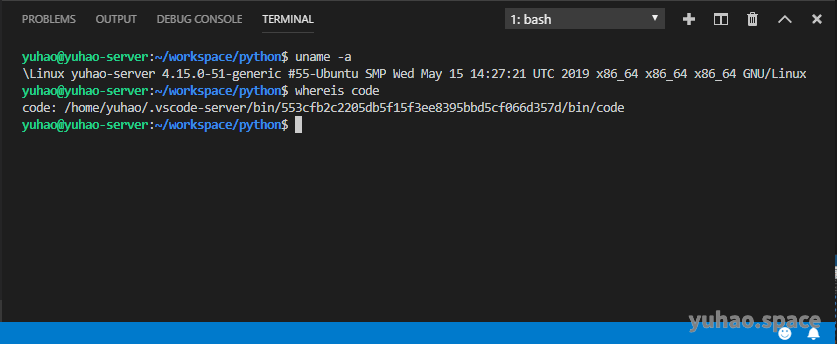 PROBLEMS OUTPUT DEBUG CONSOLE TERMINAL 1: bash
yuhao@yuhao-server:~/workspace/python$ uname -a
\Linux yuhao-server 4.15.0-51-generic #55-Ubuntu SMP Wed May 15 14:27:21 UTC 2019 x86_64 x86_64 x86_64 GNU/Linux
yuhao@yuhao-server:~/workspace/python$ whereis code
code: /home/yuhao/.vscode-server/bin/553cfb2c2205db5f15f3ee8395bbd5cf066d357d/bin/code
yuhao@yuhao-server:~/workspace/python$
yuhao.space